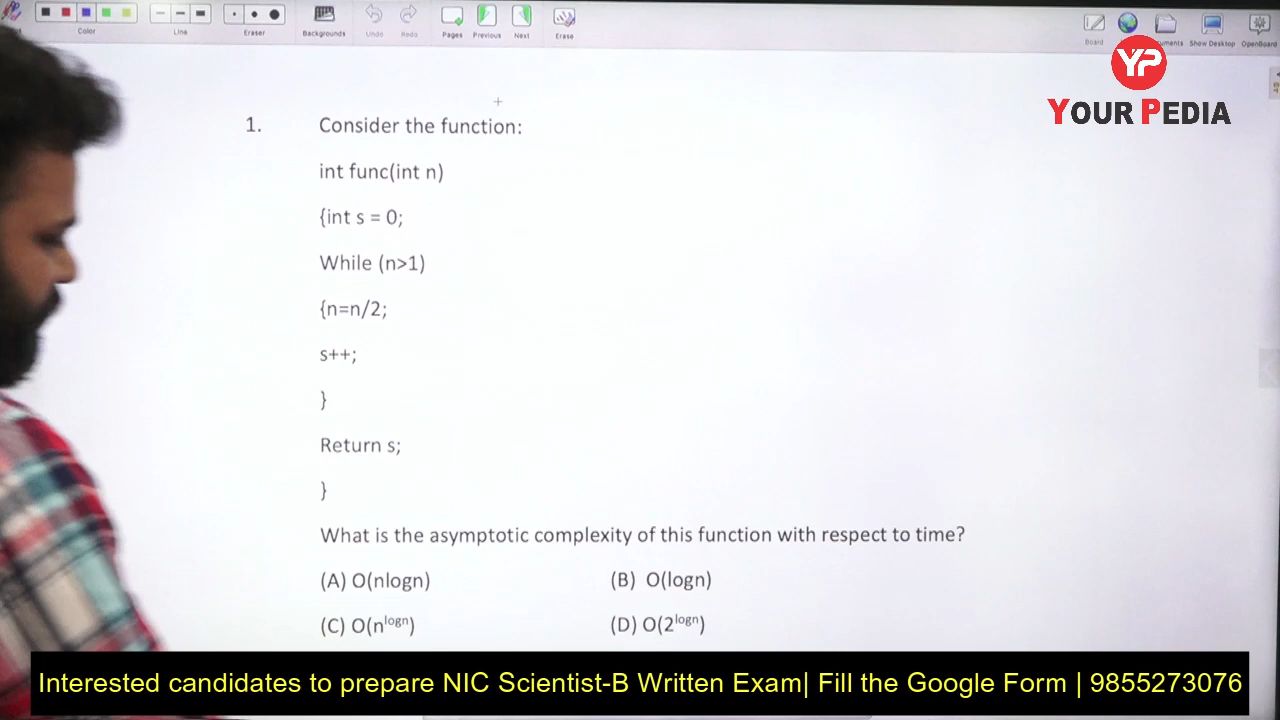 Color
Line
Eraser
Backgrounds
Undo
Redo
Pages
Previous
Next
Erase
Board
Show Desktop
OpenBoard
YP
YOUR PEDIA
1. Consider the function:
int func(int n)
{int s = 0;
While (n>1)
{n=n/2;
s++;
}
Return s;
}
What is the asymptotic complexity of this function with respect to time?
(A) O(nlogn) (B) O(logn)
(C) O(n^logn) (D) O(2^logn)
Interested candidates to prepare NIC Scientist-B Written Exam| Fill the Google Form | 9855273076